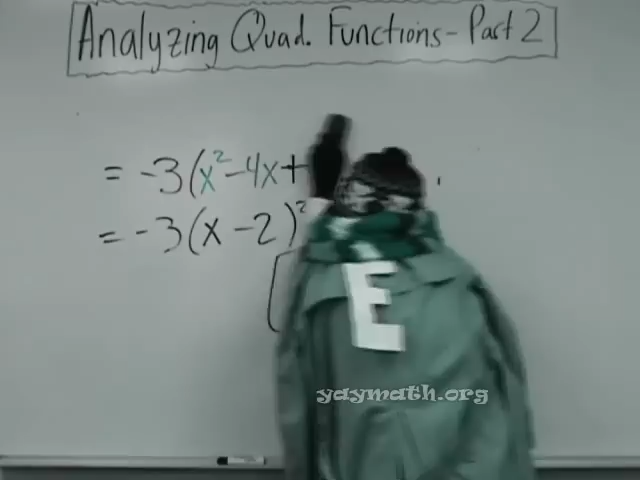 Analyzing Quad. Functions - Part 2
= -3(x² - 4x +
= -3(x - 2)²
E
yaymath.org